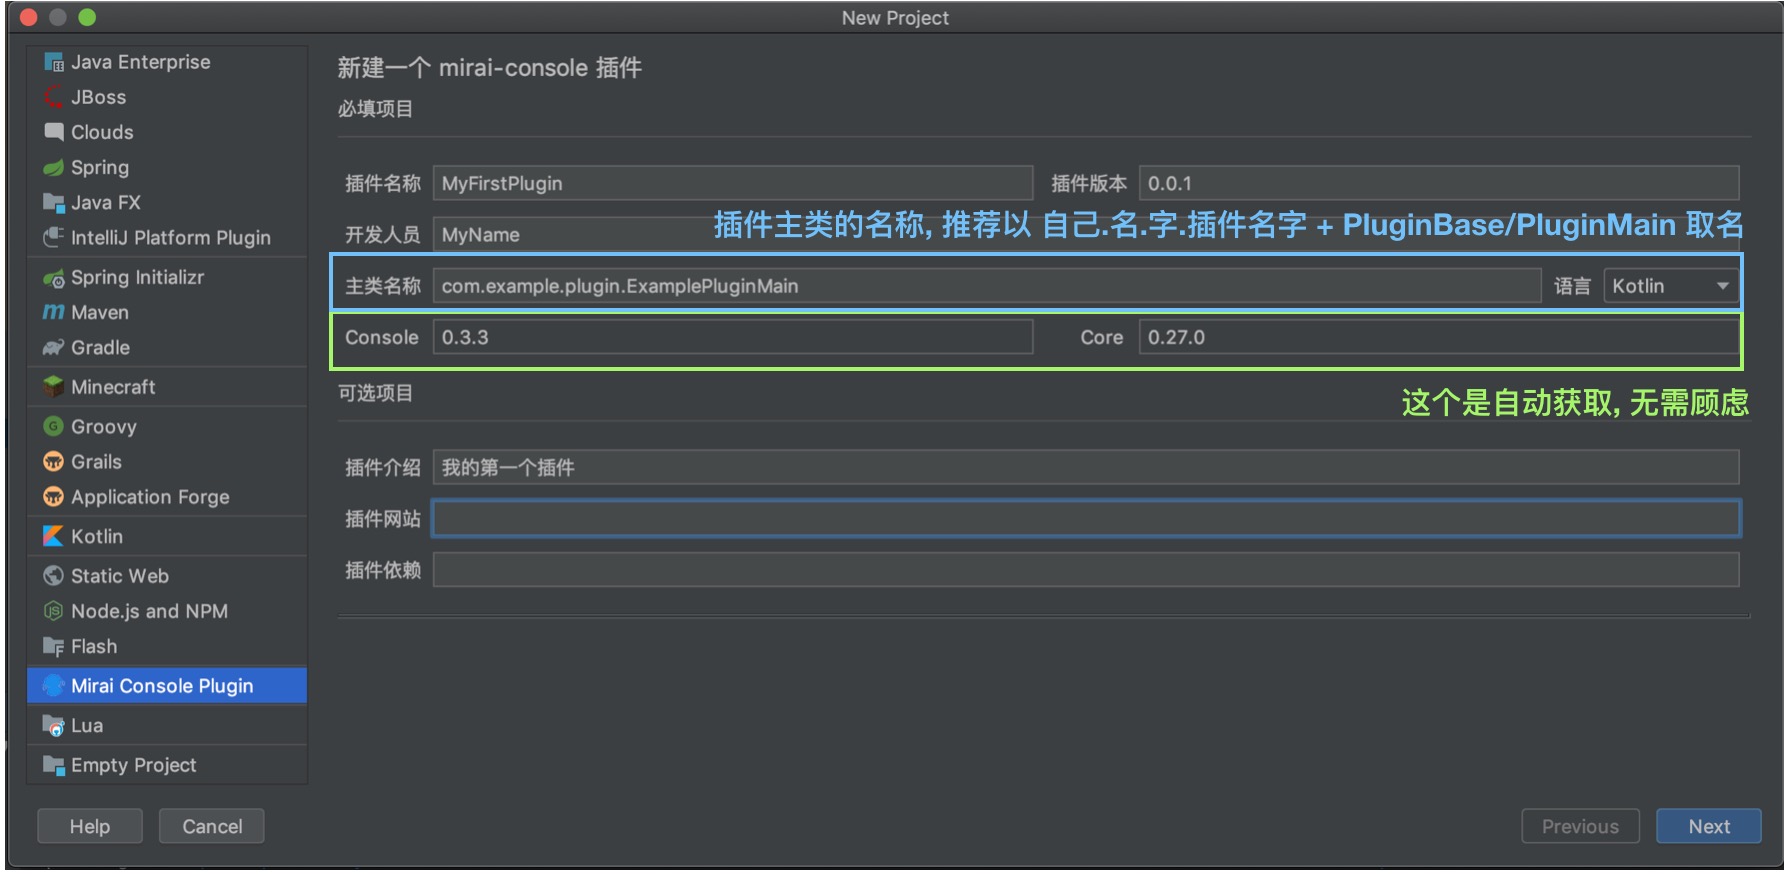 New Project
Java Enterprise
JBoss
Clouds
Spring
Java FX
IntelliJ Platform Plugin
Spring Initializr
Maven
Gradle
Minecraft
Groovy
Grails
Application Forge
Kotlin
Static Web
Node.js and NPM
Flash
Mirai Console Plugin
Lua
Empty Project
新建一个 mirai-console 插件
必填项目
插件名称 MyFirstPlugin 插件版本 0.0.1
插件主类的名称, 推荐以 自己.名.字.插件名字 + PluginBase/PluginMain 取名
开发人员 MyName
主类名称 com.example.plugin.ExamplePluginMain 语言 Kotlin
Console 0.3.3 Core 0.27.0
可选项目
这个是自动获取, 无需顾虑
插件介绍 我的第一个插件
插件网站
插件依赖
Help Cancel Previous Next